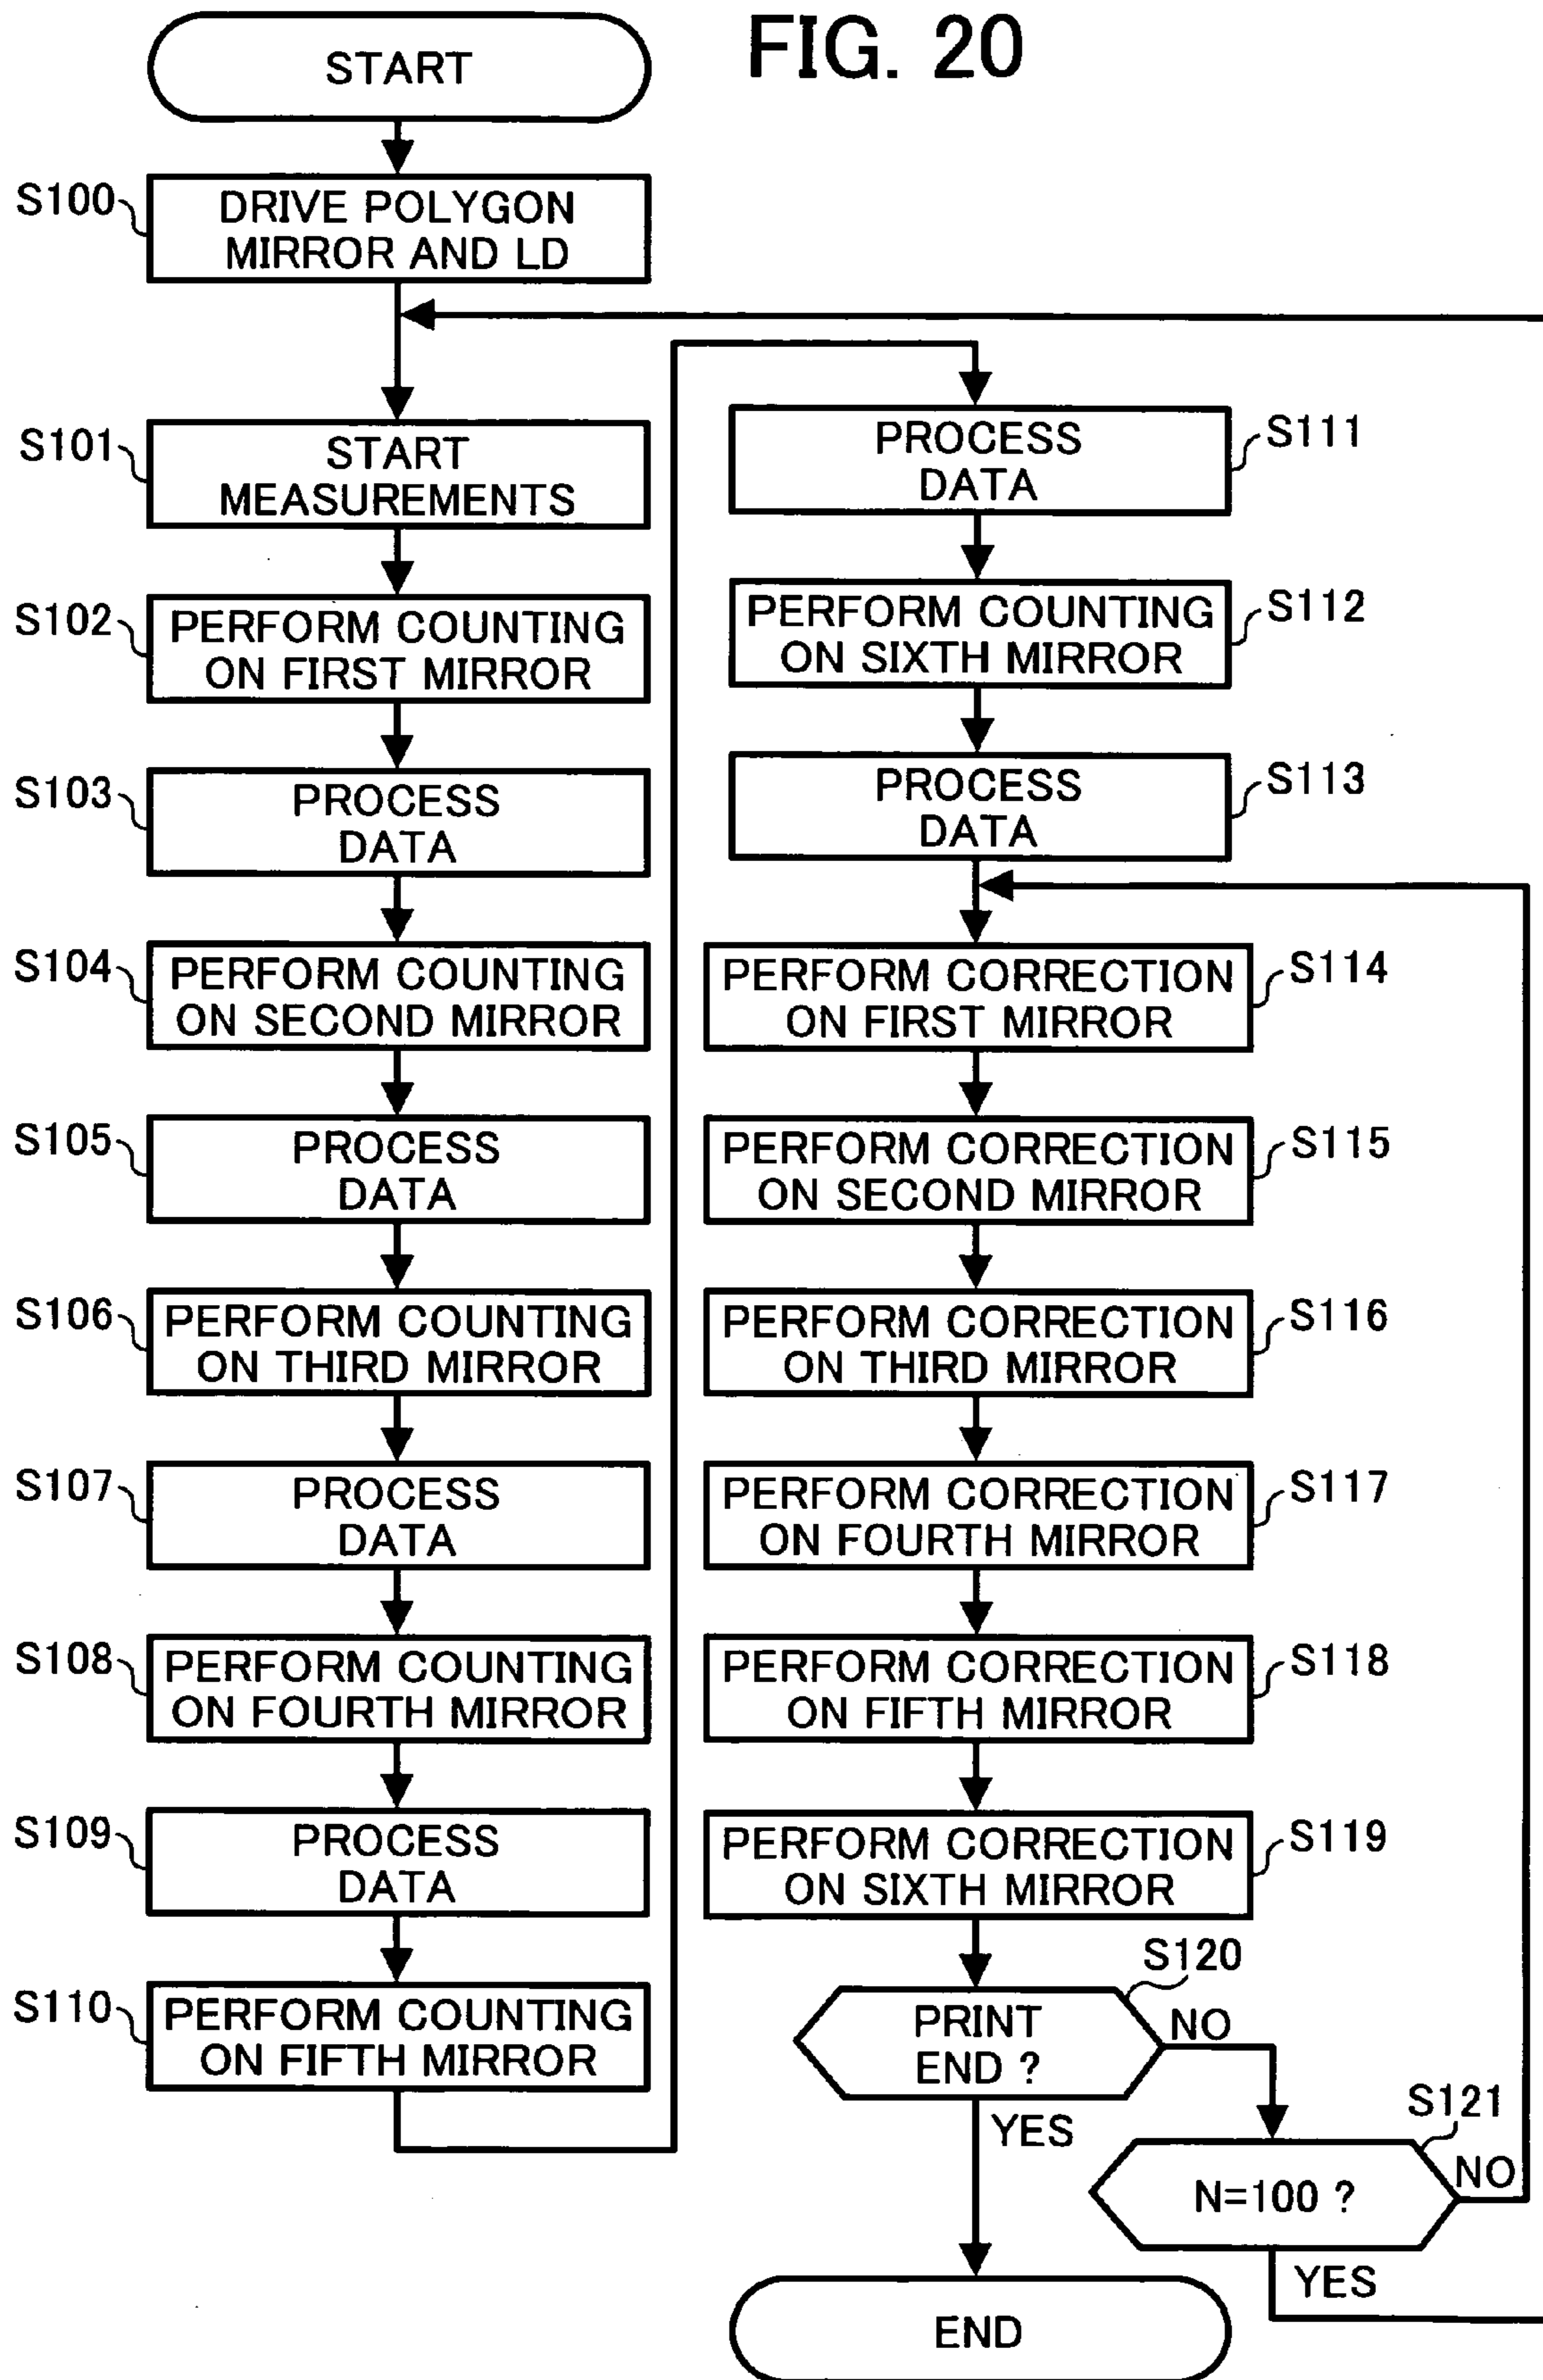 FIG. 20
START
S100
DRIVE POLYGON
MIRROR AND LD
S101
START
MEASUREMENTS
S102
PERFORM COUNTING
ON FIRST MIRROR
S103
PROCESS
DATA
S104
PERFORM COUNTING
ON SECOND MIRROR
S105
PROCESS
DATA
S106
PERFORM COUNTING
ON THIRD MIRROR
S107
PROCESS
DATA
S108
PERFORM COUNTING
ON FOURTH MIRROR
S109
PROCESS
DATA
S110
PERFORM COUNTING
ON FIFTH MIRROR
PROCESS
DATA
S111
PERFORM COUNTING
ON SIXTH MIRROR
S112
PROCESS
DATA
S113
PERFORM CORRECTION
ON FIRST MIRROR
S114
PERFORM CORRECTION
ON SECOND MIRROR
S115
PERFORM CORRECTION
ON THIRD MIRROR
S116
PERFORM CORRECTION
ON FOURTH MIRROR
S117
PERFORM CORRECTION
ON FIFTH MIRROR
S118
PERFORM CORRECTION
ON SIXTH MIRROR
S119
S120
PRINT
END ?
NO
YES
S121
N=100 ?
NO
YES
END